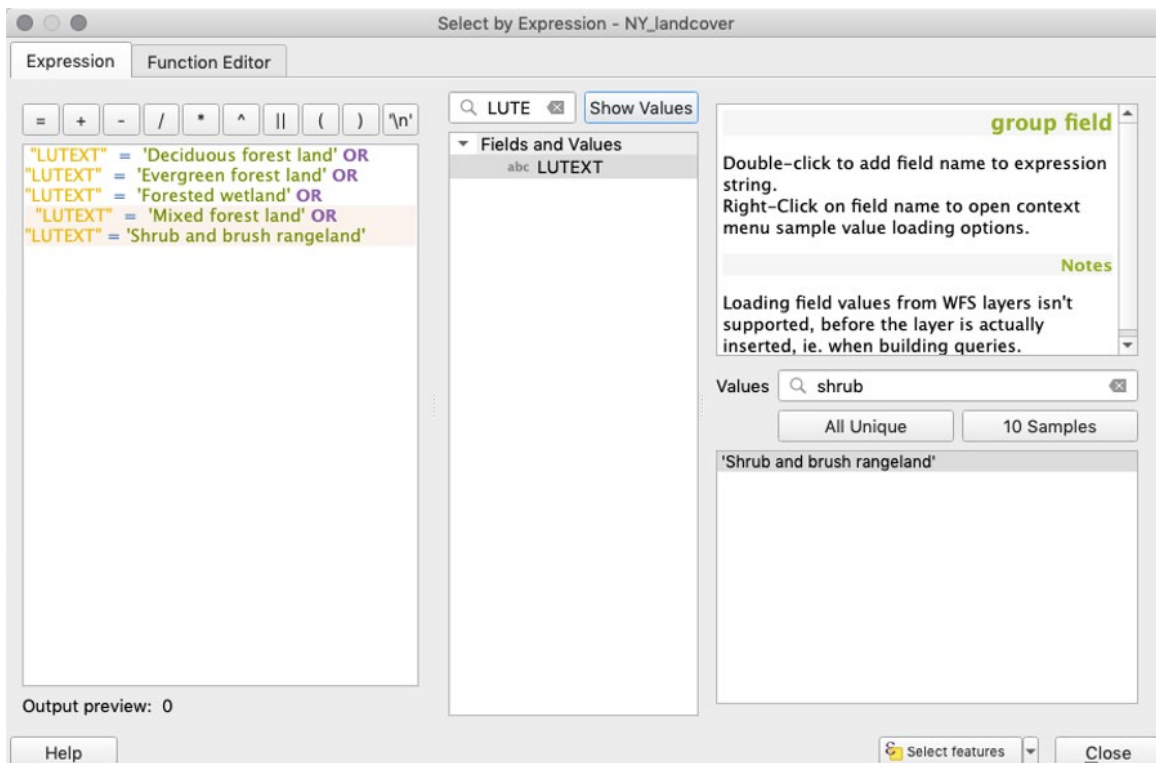 Select by Expression - NY_landcover
Expression
Function Editor
= + - / * ^ || ( ) '\n'
"LUTEXT" = 'Deciduous forest land' OR
"LUTEXT" = 'Evergreen forest land' OR
"LUTEXT" = 'Forested wetland' OR
"LUTEXT" = 'Mixed forest land' OR
"LUTEXT" = 'Shrub and brush rangeland'
Output preview: 0
LUTE
Show Values
Fields and Values
abc LUTEXT
group field
Double-click to add field name to expression
string.
Right-Click on field name to open context
menu sample value loading options.
Notes
Loading field values from WFS layers isn't
supported, before the layer is actually
inserted, ie. when building queries.
Values
shrub
All Unique
10 Samples
'Shrub and brush rangeland'
Help
Select features
Close